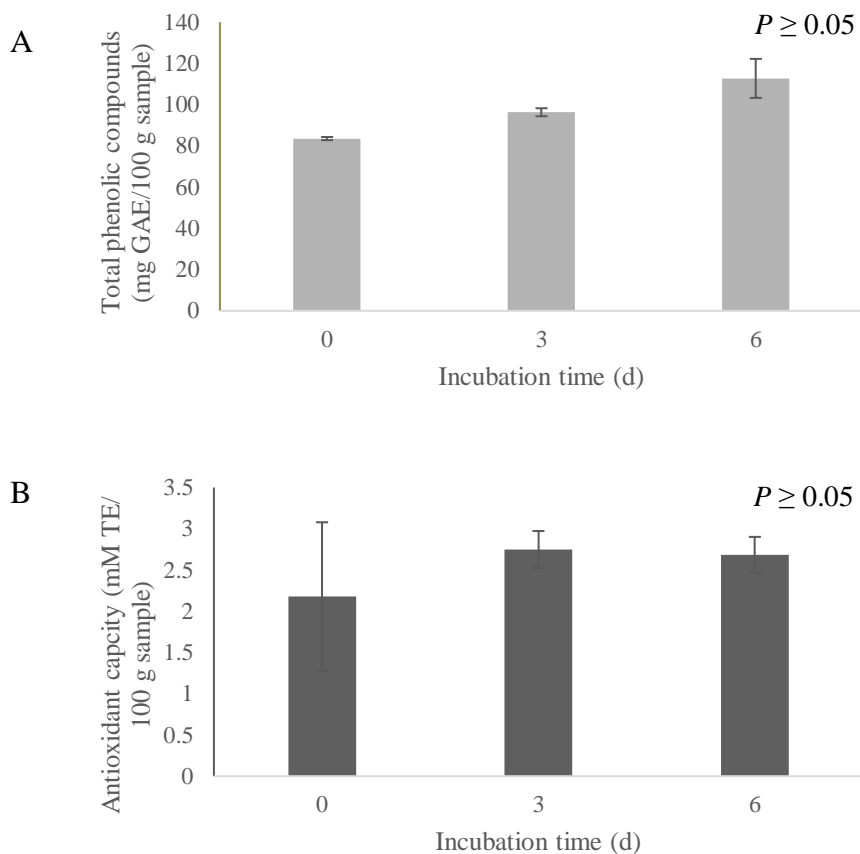 A
P ≥ 0.05
Total phenolic compounds
(mg GAE/100 g sample)
140
120
100
80
60
40
20
0
0 3 6
Incubation time (d)
B
P ≥ 0.05
Antioxidant capcity (mM TE/
100 g sample)
3.5
3
2.5
2
1.5
1
0.5
0
0 3 6
Incubation time (d)